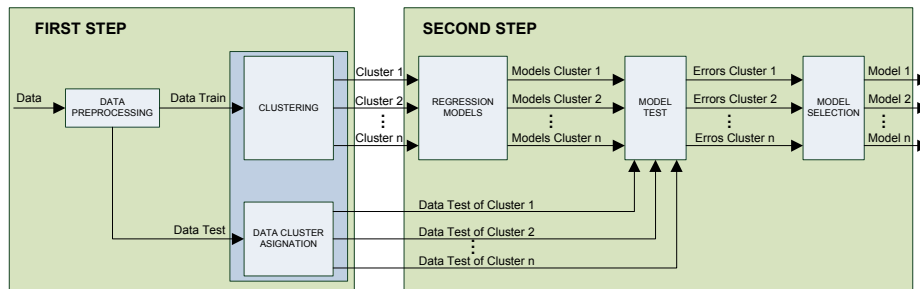 FIRST STEP
SECOND STEP
Data
DATA
PREPROCESSING
Data Train
CLUSTERING
Cluster 1
Cluster 2
Cluster n
REGRESSION
MODELS
Models Cluster 1
Models Cluster 2
Models Cluster n
MODEL
TEST
Errors Cluster 1
Errors Cluster 2
Erros Cluster n
MODEL
SELECTION
Model 1
Model 2
Model n
Data Test
DATA CLUSTER
ASIGNATION
Data Test of Cluster 1
Data Test of Cluster 2
Data Test of Cluster n